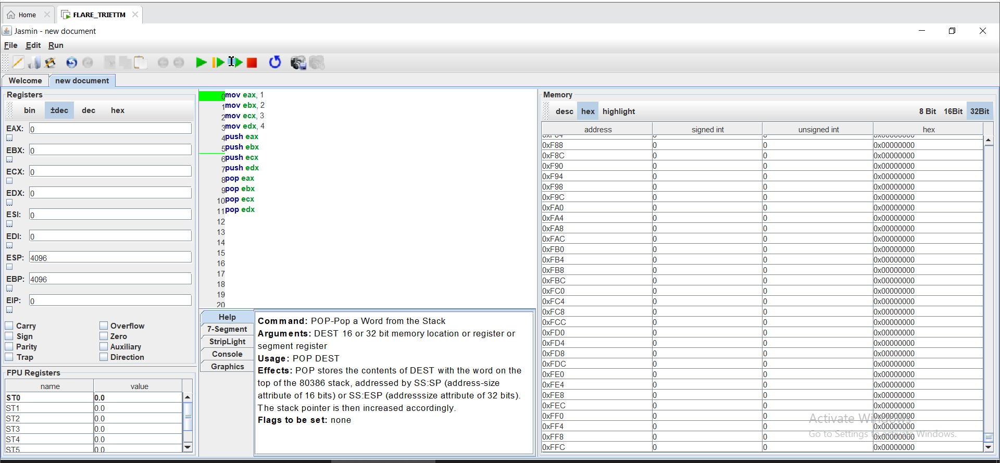 Home
FLARE_TRIETTM
Jasmin - new document
File Edit Run
Welcome
new document
Registers
bin ±dec dec hex
EAX: 0
...
EBX: 0
...
ECX: 0
...
EDX: 0
...
ESI: 0
...
EDI: 0
...
ESP: 4096
...
EBP: 4096
...
EIP: 0
...
Carry Overflow
Sign Zero
Parity Auxiliary
Trap Direction
FPU Registers
name value
ST0 0.0
ST1 0.0
ST2 0.0
ST3 0.0
ST4 0.0
ST5 0.0
0 mov eax, 1
1 mov ebx, 2
2 mov ecx, 3
3 mov edx, 4
4 push eax
5 push ebx
6 push ecx
7 push edx
8 pop eax
9 pop ebx
10 pop ecx
11 pop edx
12
13
14
15
16
17
18
19
20
Help
7-Segment
StripLight
Console
Graphics
Command: POP-Pop a Word from the Stack
Arguments: DEST 16 or 32 bit memory location or register or
segment register
Usage: POP DEST
Effects: POP stores the contents of DEST with the word on the
top of the 80386 stack, addressed by SS:SP (address-size
attribute of 16 bits) or SS:ESP (addresssize attribute of 32 bits).
The stack pointer is then increased accordingly.
Flags to be set: none
Memory
desc hex highlight 8 Bit 16Bit 32Bit
address signed int unsigned int hex
0xF84 0 0 0x00000000
0xF88 0 0 0x00000000
0xF8C 0 0 0x00000000
0xF90 0 0 0x00000000
0xF94 0 0 0x00000000
0xF98 0 0 0x00000000
0xF9C 0 0 0x00000000
0xFA0 0 0 0x00000000
0xFA4 0 0 0x00000000
0xFA8 0 0 0x00000000
0xFAC 0 0 0x00000000
0xFB0 0 0 0x00000000
0xFB4 0 0 0x00000000
0xFB8 0 0 0x00000000
0xFBC 0 0 0x00000000
0xFC0 0 0 0x00000000
0xFC4 0 0 0x00000000
0xFC8 0 0 0x00000000
0xFCC 0 0 0x00000000
0xFD0 0 0 0x00000000
0xFD4 0 0 0x00000000
0xFD8 0 0 0x00000000
0xFDC 0 0 0x00000000
0xFE0 0 0 0x00000000
0xFE4 0 0 0x00000000
0xFE8 0 0 0x00000000
0xFEC 0 0 0x00000000
0xFF0 0 0 0x00000000
0xFF4 0 0 0x00000000
0xFF8 0 0 0x00000000
0xFFC 0 0 0x00000000
Activate Windows
Go to Settings to activate Windows.